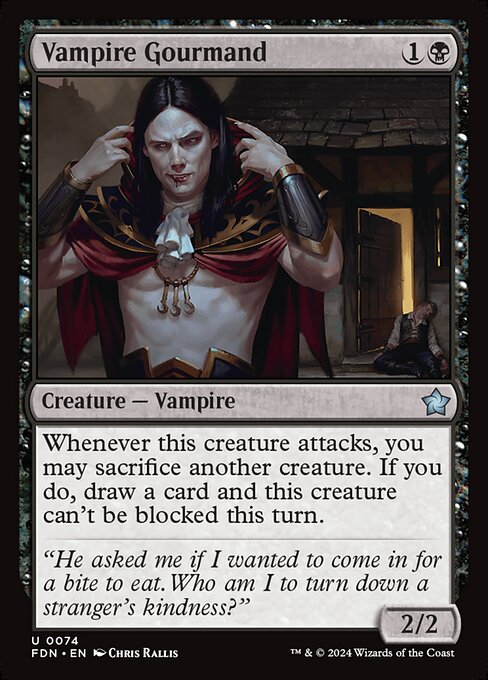 Vampire Gourmand 1
Creature — Vampire
Whenever this creature attacks, you
may sacrifice another creature. If you
do, draw a card and this creature
can't be blocked this turn.
“He asked me if I wanted to come in for
a bite to eat. Who am I to turn down a
stranger's kindness?”
2/2
U 0074
FDN • EN Chris Rallis
™ & © 2024 Wizards of the Coast